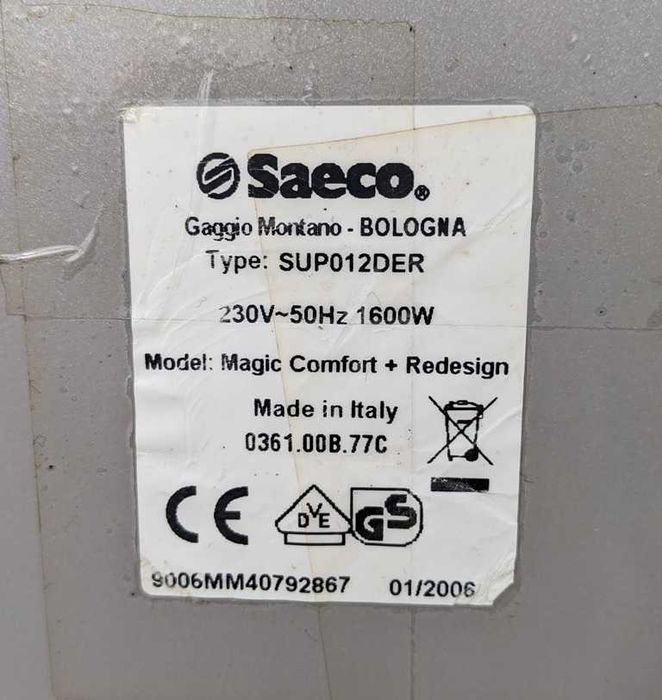 Saeco®
Gaggio Montano - BOLOGNA
Type: SUP012DER
230V~50Hz 1600W
Model: Magic Comfort + Redesign
Made in Italy
0361.00B.77C
CE DVE GS
9006MM40792867 01/2006